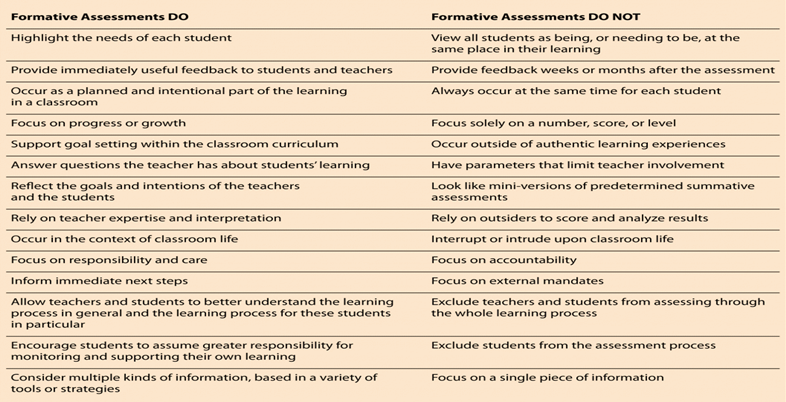 Formative Assessments DO
Formative Assessments DO NOT
Highlight the needs of each student
View all students as being, or needing to be, at the
same place in their learning
Provide immediately useful feedback to students and teachers
Provide feedback weeks or months after the assessment
Occur as a planned and intentional part of the learning
in a classroom
Always occur at the same time for each student
Focus on progress or growth
Focus solely on a number, score, or level
Support goal setting within the classroom curriculum
Occur outside of authentic learning experiences
Answer questions the teacher has about students' learning
Have parameters that limit teacher involvement
Reflect the goals and intentions of the teachers
and the students
Look like mini-versions of predetermined summative
assessments
Rely on teacher expertise and interpretation
Rely on outsiders to score and analyze results
Occur in the context of classroom life
Interrupt or intrude upon classroom life
Focus on responsibility and care
Focus on accountability
Inform immediate next steps
Focus on external mandates
Allow teachers and students to better understand the learning
process in general and the learning process for these students
in particular
Exclude teachers and students from assessing through
the whole learning process
Encourage students to assume greater responsibility for
monitoring and supporting their own learning
Exclude students from the assessment process
Consider multiple kinds of information, based in a variety of
tools or strategies
Focus on a single piece of information